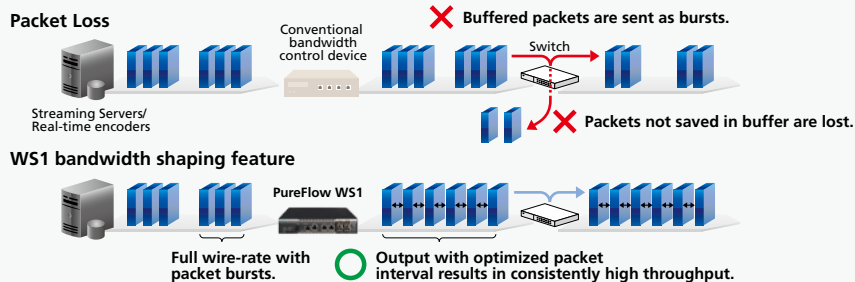 Packet Loss
Conventional
bandwidth
control device
Buffered packets are sent as bursts.
Switch
Streaming Servers/
Real-time encoders
Packets not saved in buffer are lost.
WS1 bandwidth shaping feature
PureFlow WS1
Full wire-rate with
packet bursts.
Output with optimized packet
interval results in consistently high throughput.